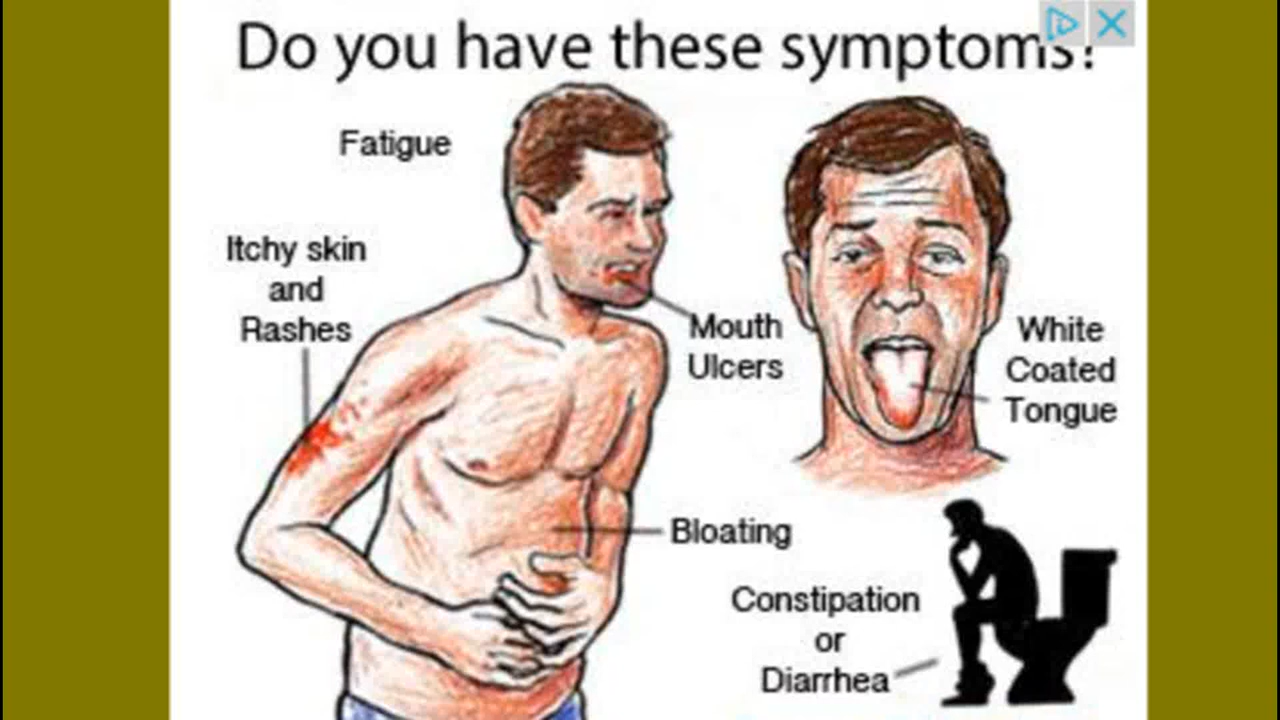 Do you have these symptoms?
Fatigue
Itchy skin
and
Rashes
Mouth
Ulcers
White
Coated
Tongue
Bloating
Constipation
or
Diarrhea